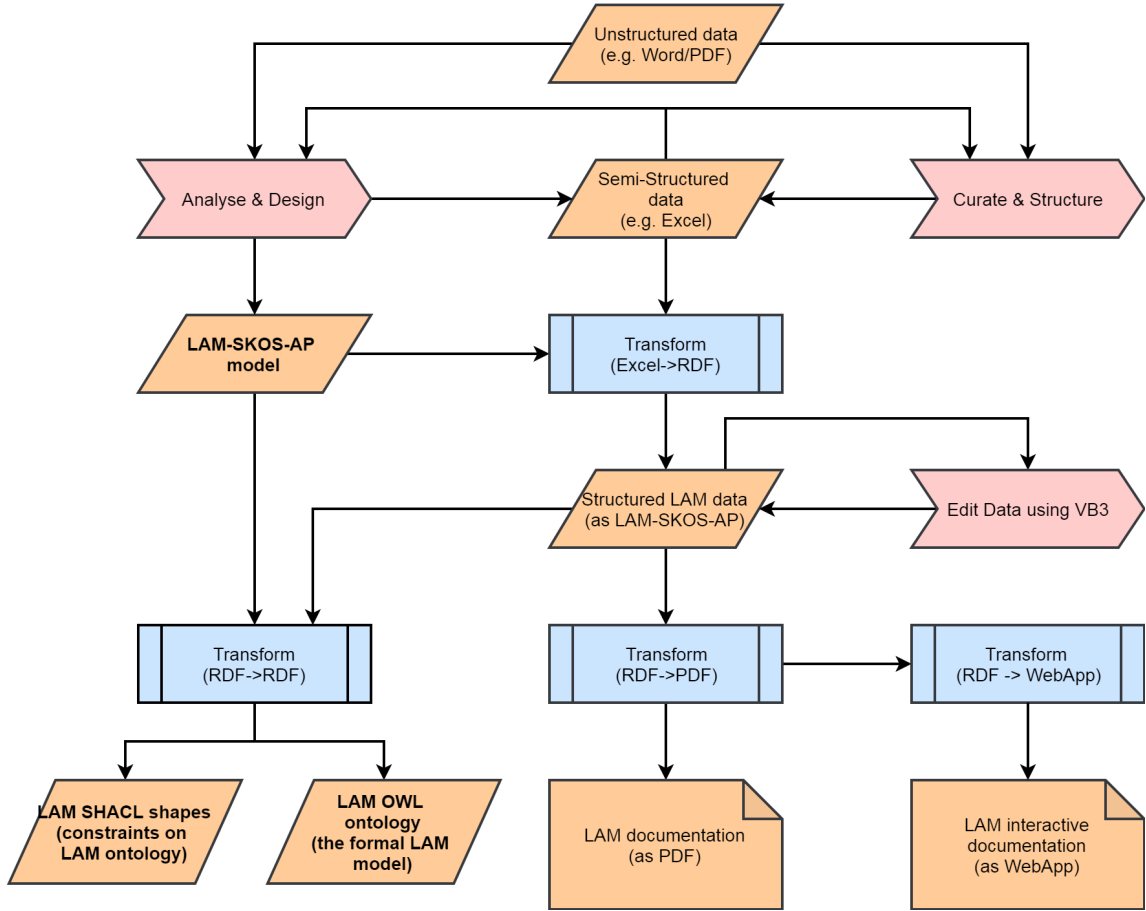 Unstructured data
(e.g. Word/PDF)
Analyse & Design
Semi-Structured
data
(e.g. Excel)
Curate & Structure
LAM-SKOS-AP
model
Transform
(Excel->RDF)
Structured LAM data
(as LAM-SKOS-AP)
Edit Data using VB3
Transform
(RDF->RDF)
Transform
(RDF->PDF)
Transform
(RDF -> WebApp)
LAM SHACL shapes
(constraints on
LAM ontology)
LAM OWL
ontology
(the formal LAM
model)
LAM documentation
(as PDF)
LAM interactive
documentation
(as WebApp)